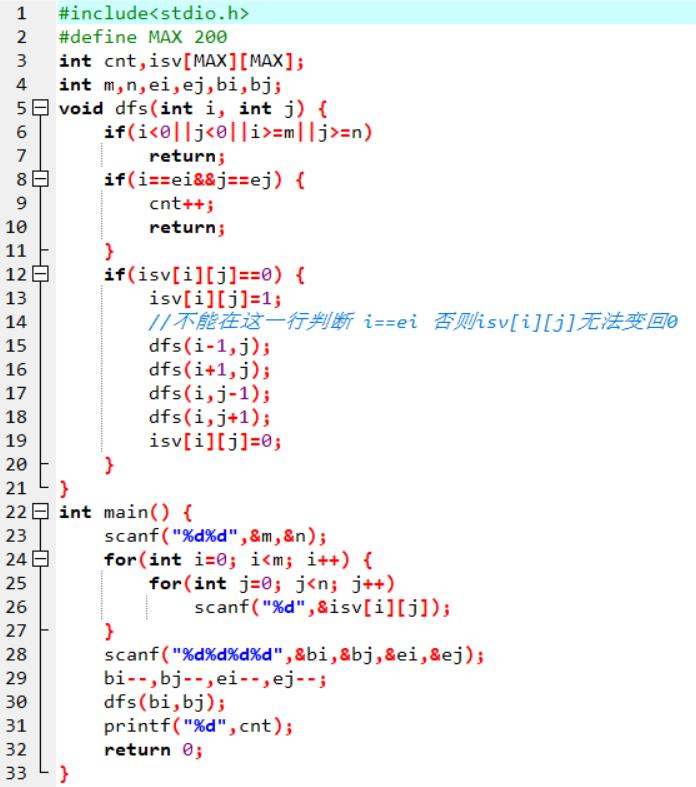 1 #include<stdio.h>
2 #define MAX 200
3 int cnt,isv[MAX][MAX];
4 int m,n,ei,ej,bi,bj;
5 void dfs(int i, int j) {
6 if(i<0||j<0||i>=m||j>=n)
7 return;
8 if(i==ei&&j==ej) {
9 cnt++;
10 return;
11 }
12 if(isv[i][j]==0) {
13 isv[i][j]=1;
14 //不能在这一行判断 i==ei 否则isv[i][j]无法变回0
15 dfs(i-1,j);
16 dfs(i+1,j);
17 dfs(i,j-1);
18 dfs(i,j+1);
19 isv[i][j]=0;
20 }
21 }
22 int main() {
23 scanf("%d%d",&m,&n);
24 for(int i=0; i<m; i++) {
25 for(int j=0; j<n; j++)
26 scanf("%d",&isv[i][j]);
27 }
28 scanf("%d%d%d%d",&bi,&bj,&ei,&ej);
29 bi--,bj--,ei--,ej--;
30 dfs(bi,bj);
31 printf("%d",cnt);
32 return 0;
33 }